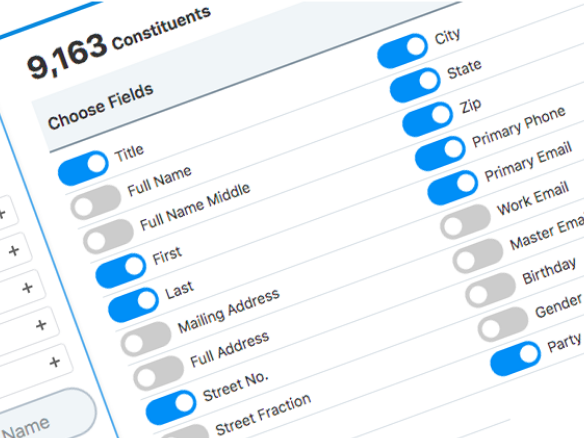 9,163 Constituents
Choose Fields
Title
Full Name
Full Name Middle
First
Last
Mailing Address
Full Address
Street No.
Street Fraction
City
State
Zip
Primary Phone
Primary Email
Work Email
Master Ema
Birthday
Gender
Party
+
+
+
+
+
Name